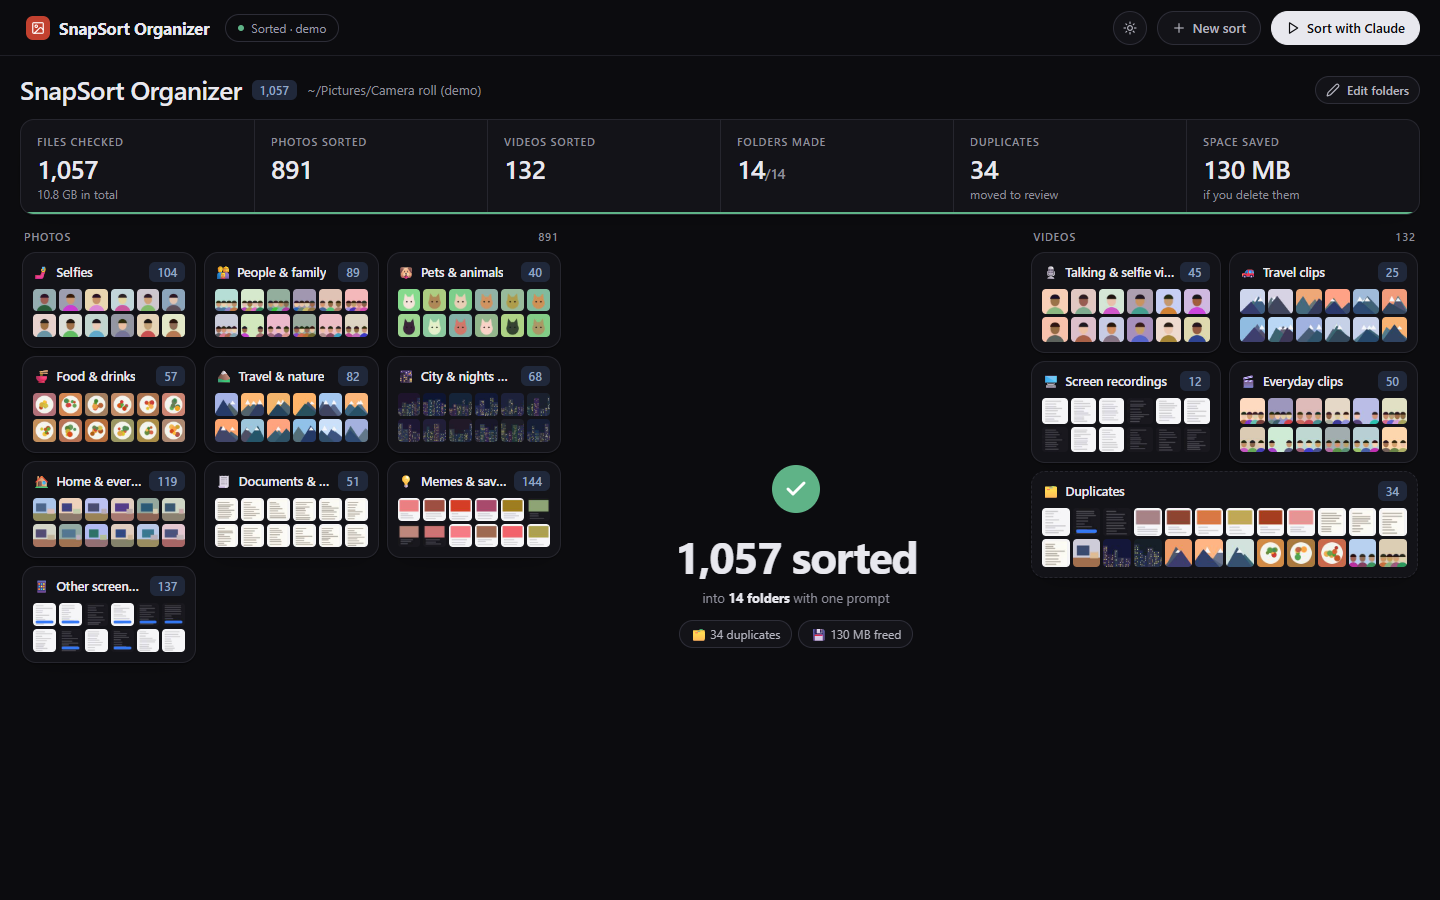 SnapSort Organizer
Sorted · demo
New sort
Sort with Claude
SnapSort Organizer
1,057
~/Pictures/Camera roll (demo)
Edit folders
FILES CHECKED
1,057
10.8 GB in total
PHOTOS SORTED
891
VIDEOS SORTED
132
FOLDERS MADE
14/14
DUPLICATES
34
moved to review
SPACE SAVED
130 MB
if you delete them
PHOTOS
891
Selfies
104
People & family
89
Pets & animals
40
Food & drinks
57
Travel & nature
82
City & nights ...
68
Home & ever...
119
Documents & ...
51
Memes & sav...
144
Other screen...
137
1,057 sorted
into 14 folders with one prompt
34 duplicates
130 MB freed
VIDEOS
132
Talking & selfie vi...
45
Travel clips
25
Screen recordings
12
Everyday clips
50
Duplicates
34